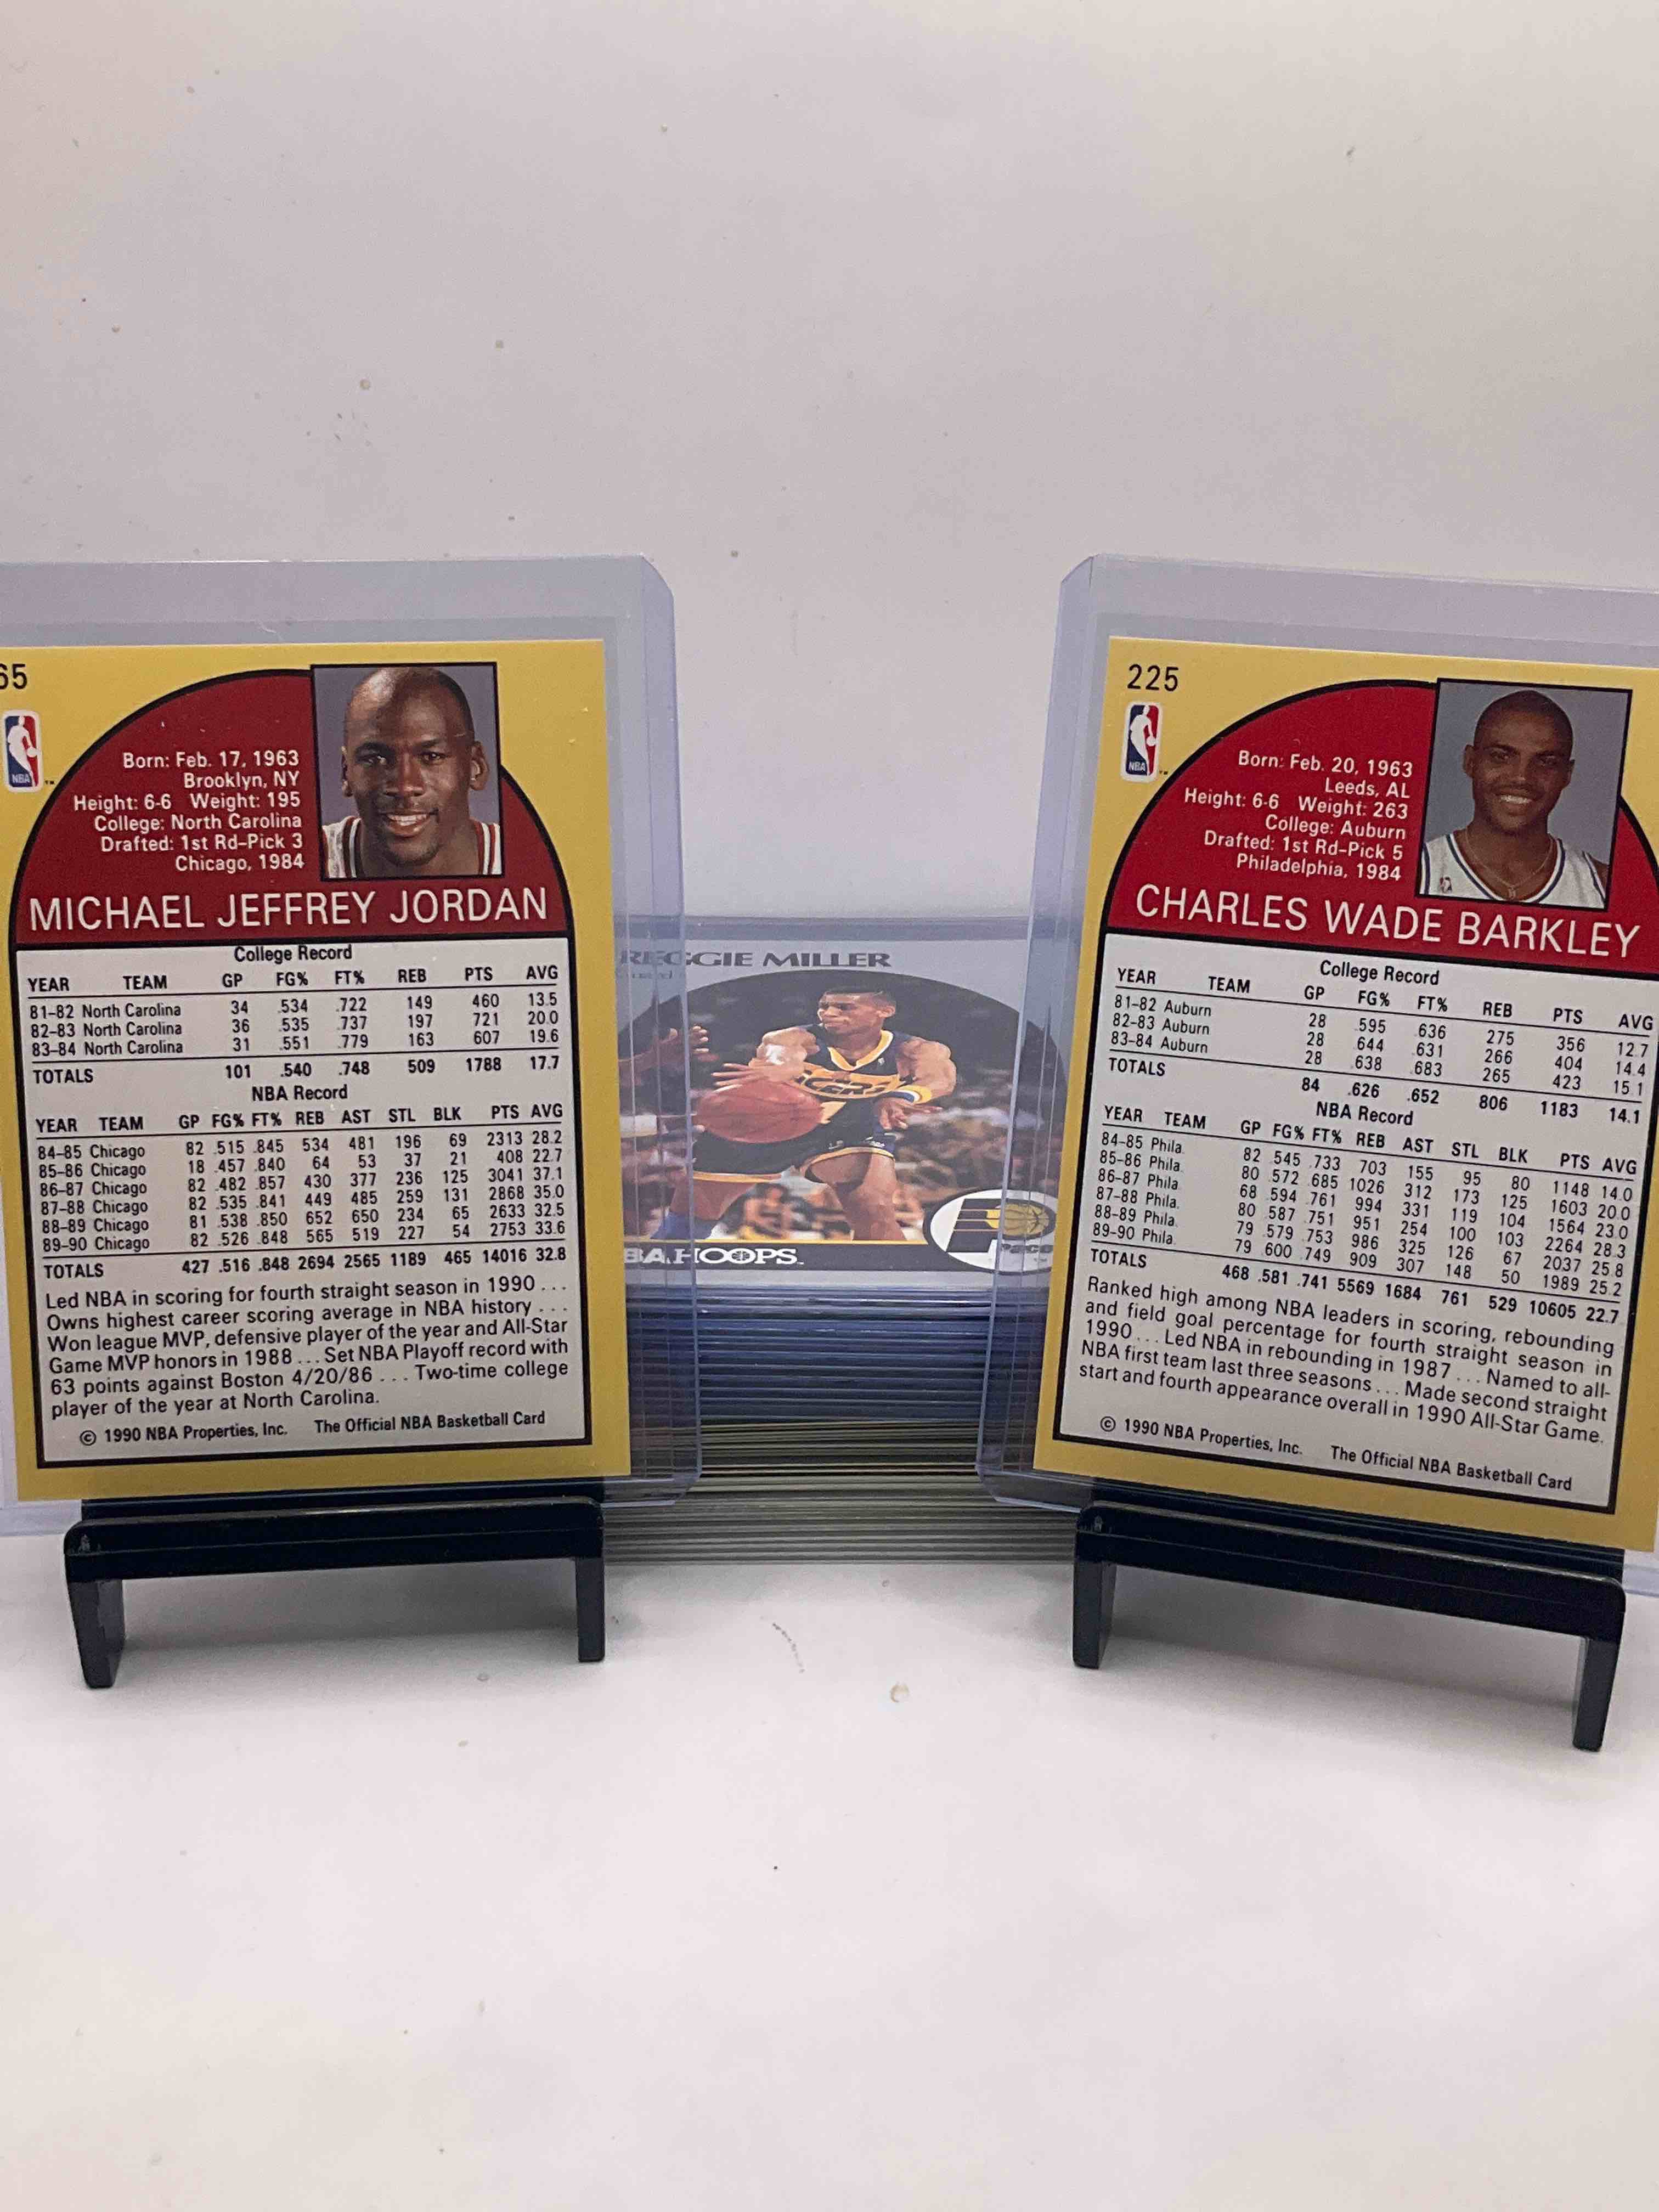 65
NBA
Born: Feb. 17, 1963
Brooklyn, NY
Height: 6-6 Weight: 195
College: North Carolina
Drafted: 1st Rd–Pick 3
Chicago, 1984
MICHAEL JEFFREY JORDAN
College Record
YEAR TEAM GP FG% FT% REB PTS AVG
81–82 North Carolina 34 .534 .722 149 460 13.5
82–83 North Carolina 36 .535 .737 197 721 20.0
83–84 North Carolina 31 .551 .779 163 607 19.6
TOTALS 101 .540 .748 509 1788 17.7
NBA Record
YEAR TEAM GP FG% FT% REB AST STL BLK PTS AVG
84–85 Chicago 82 .515 .845 534 481 196 69 2313 28.2
85–86 Chicago 18 .457 .840 64 53 37 21 408 22.7
86–87 Chicago 82 .482 .857 430 377 236 125 3041 37.1
87–88 Chicago 82 .535 .841 449 485 259 131 2868 35.0
88–89 Chicago 81 .538 .850 652 650 234 65 2633 32.5
89–90 Chicago 82 .526 .848 565 519 227 54 2753 33.6
TOTALS 427 .516 .848 2694 2565 1189 465 14016 32.8
Led NBA in scoring for fourth straight season in 1990 . . .
Owns highest career scoring average in NBA history . . .
Won league MVP, defensive player of the year and All-Star
Game MVP honors in 1988 . . . Set NBA Playoff record with
63 points against Boston 4/20/86 . . . Two-time college
player of the year at North Carolina.
© 1990 NBA Properties, Inc. The Official NBA Basketball Card
REGGIE MILLER
CERS
BA HOOPS
Pace
225
NBA
Born: Feb. 20, 1963
Leeds, AL
Height: 6-6 Weight: 263
College: Auburn
Drafted: 1st Rd–Pick 5
Philadelphia, 1984
CHARLES WADE BARKLEY
College Record
YEAR TEAM GP FG% FT% REB PTS AVG
81–82 Auburn 28 .595 .636 275 356 12.7
82–83 Auburn 28 .644 .631 266 404 14.4
83–84 Auburn 28 .638 .683 265 423 15.1
TOTALS 84 .626 .652 806 1183 14.1
NBA Record
YEAR TEAM GP FG% FT% REB AST STL BLK PTS AVG
84–85 Phila. 82 .545 .733 703 155 95 80 1148 14.0
85–86 Phila. 80 .572 .685 1026 312 173 125 1603 20.0
86–87 Phila. 68 .594 .761 994 331 119 104 1564 23.0
87–88 Phila. 80 .587 .751 951 254 100 103 2264 28.3
88–89 Phila. 79 .579 .753 986 325 126 67 2037 25.8
89–90 Phila. 79 .600 .749 909 307 148 50 1989 25.2
TOTALS 468 .581 .741 5569 1684 761 529 10605 22.7
Ranked high among NBA leaders in scoring, rebounding
and field goal percentage for fourth straight season in
1990 . . . Led NBA in rebounding in 1987 . . . Named to all-
NBA first team last three seasons . . . Made second straight
start and fourth appearance overall in 1990 All-Star Game.
© 1990 NBA Properties, Inc. The Official NBA Basketball Card